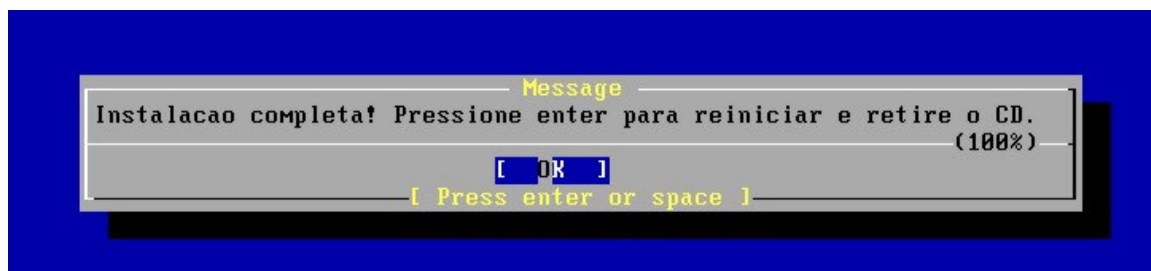 Message
Instalacao completa! Pressione enter para reiniciar e retire o CD.
(100%)
[ OK ]
[ Press enter or space ]